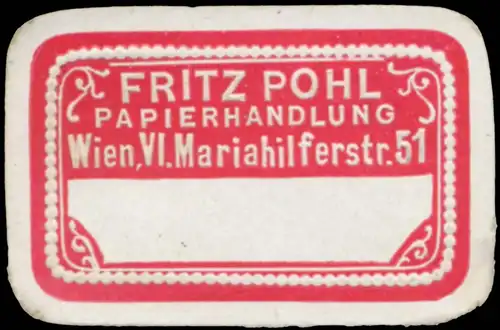 FRITZ POHL
PAPIERHANDLUNG
Wien, VI. Mariahilferstr. 51